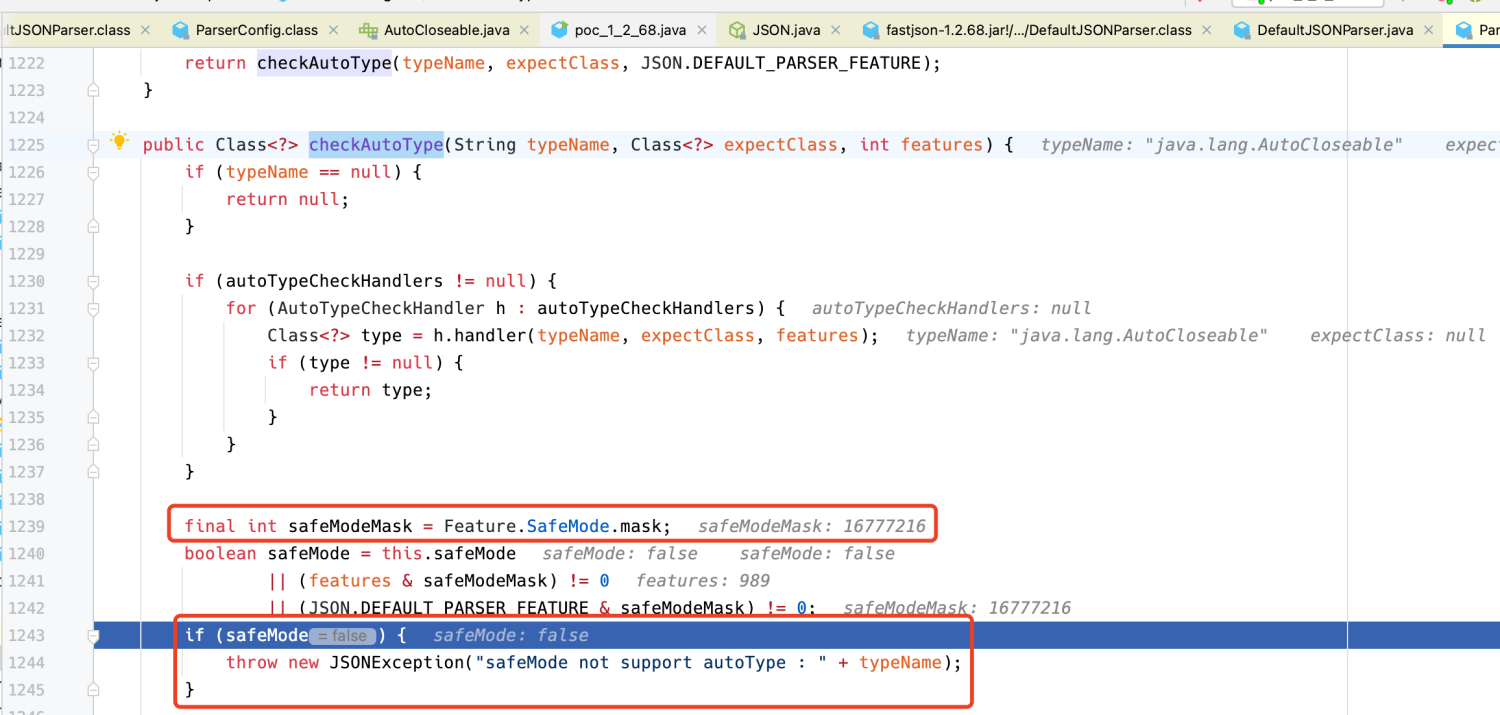 ltJSONParser.class × ParserConfig.class × AutoCloseable.java × poc_1_2_68.java × JSON.java × fastjson-1.2.68.jar!/.../DefaultJSONParser.class × DefaultJSONParser.java × Par
1222 return checkAutoType(typeName, expectClass, JSON.DEFAULT_PARSER_FEATURE);
1223 }
1224
1225 public Class<?> checkAutoType(String typeName, Class<?> expectClass, int features) { typeName: "java.lang.AutoCloseable" expec
1226 if (typeName == null) {
1227 return null;
1228 }
1229
1230 if (autoTypeCheckHandlers != null) {
1231 for (AutoTypeCheckHandler h : autoTypeCheckHandlers) { autoTypeCheckHandlers: null
1232 Class<?> type = h.handler(typeName, expectClass, features); typeName: "java.lang.AutoCloseable" expectClass: null
1233 if (type != null) {
1234 return type;
1235 }
1236 }
1237 }
1238
1239 final int safeModeMask = Feature.SafeMode.mask; safeModeMask: 16777216
1240 boolean safeMode = this.safeMode safeMode: false safeMode: false
1241 || (features & safeModeMask) != 0 features: 989
1242 || (JSON.DEFAULT_PARSER_FEATURE & safeModeMask) != 0; safeModeMask: 16777216
1243 if (safeMode = false ) { safeMode: false
1244 throw new JSONException("safeMode not support autoType : " + typeName);
1245 }
1246